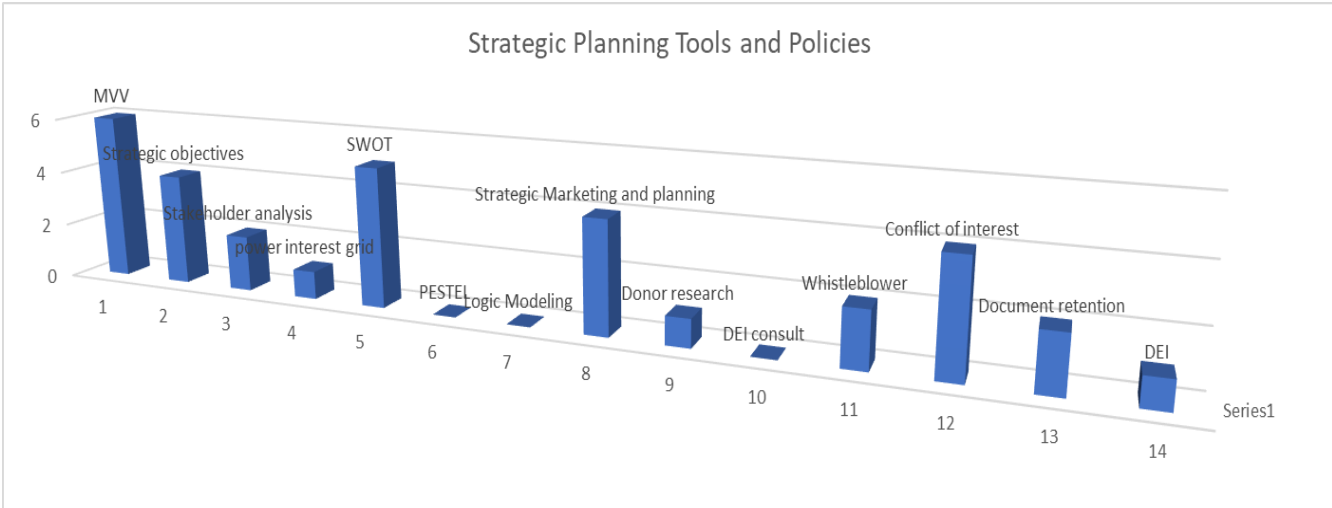 Strategic Planning Tools and Policies
6
4
2
0
MVV
Strategic objectives
Stakeholder analysis
power interest grid
SWOT
PESTEL
Logic Modeling
Strategic Marketing and planning
Donor research
DEI consult
Whistleblower
Conflict of interest
Document retention
DEI
1
2
3
4
5
6
7
8
9
10
11
12
13
14
Series1